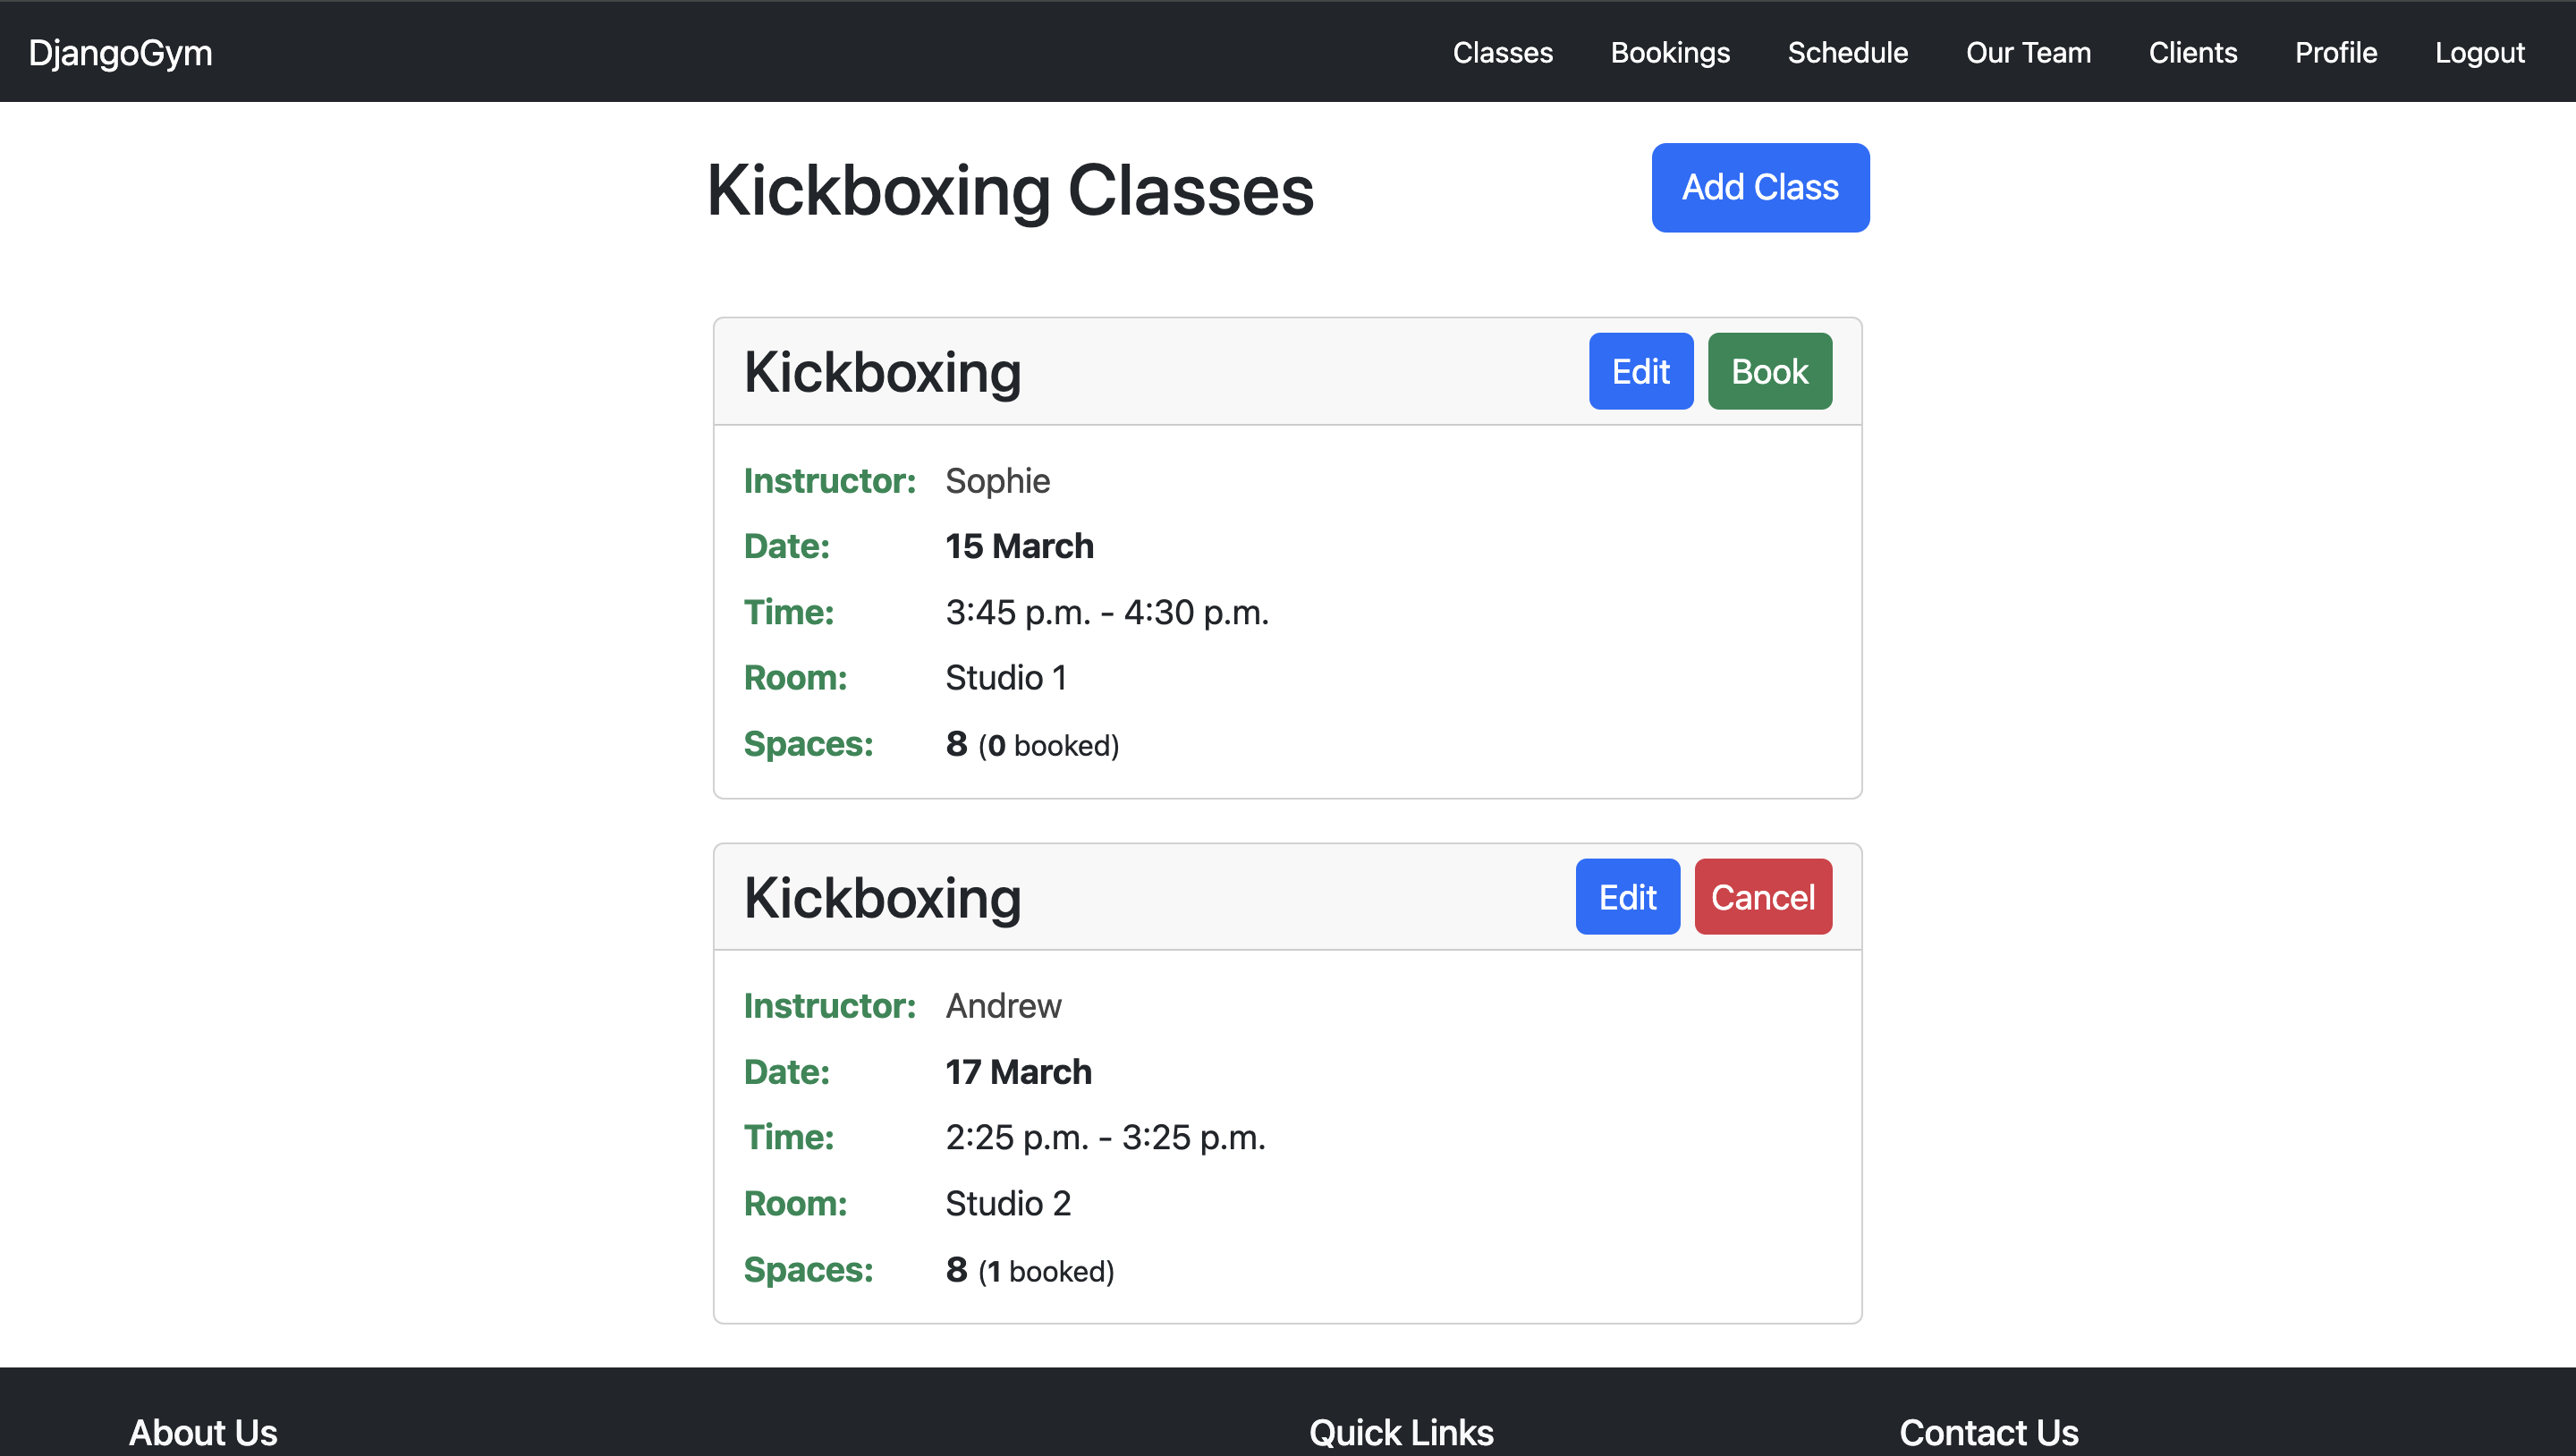 DjangoGym Classes Bookings Schedule Our Team Clients Profile Logout
Kickboxing Classes Add Class
Kickboxing Edit Book
Instructor: Sophie
Date: 15 March
Time: 3:45 p.m. - 4:30 p.m.
Room: Studio 1
Spaces: 8 (0 booked)
Kickboxing Edit Cancel
Instructor: Andrew
Date: 17 March
Time: 2:25 p.m. - 3:25 p.m.
Room: Studio 2
Spaces: 8 (1 booked)
About Us Quick Links Contact Us